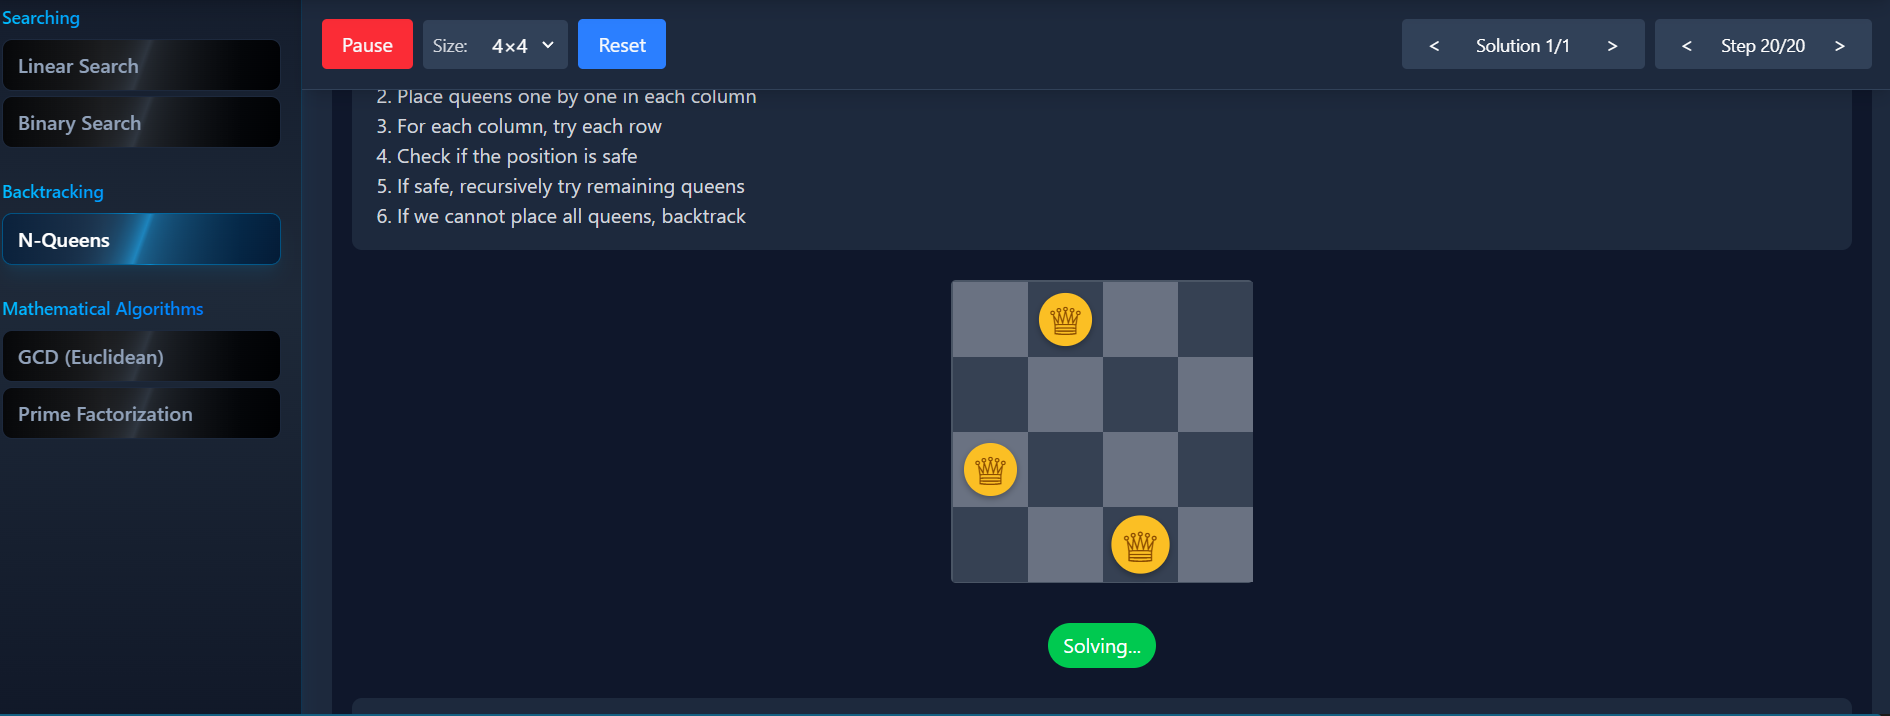 Searching
Linear Search
Binary Search
Backtracking
N-Queens
Mathematical Algorithms
GCD (Euclidean)
Prime Factorization
Pause
Size: 4×4
Reset
< Solution 1/1 >
< Step 20/20 >
2. Place queens one by one in each column
3. For each column, try each row
4. Check if the position is safe
5. If safe, recursively try remaining queens
6. If we cannot place all queens, backtrack
Solving...